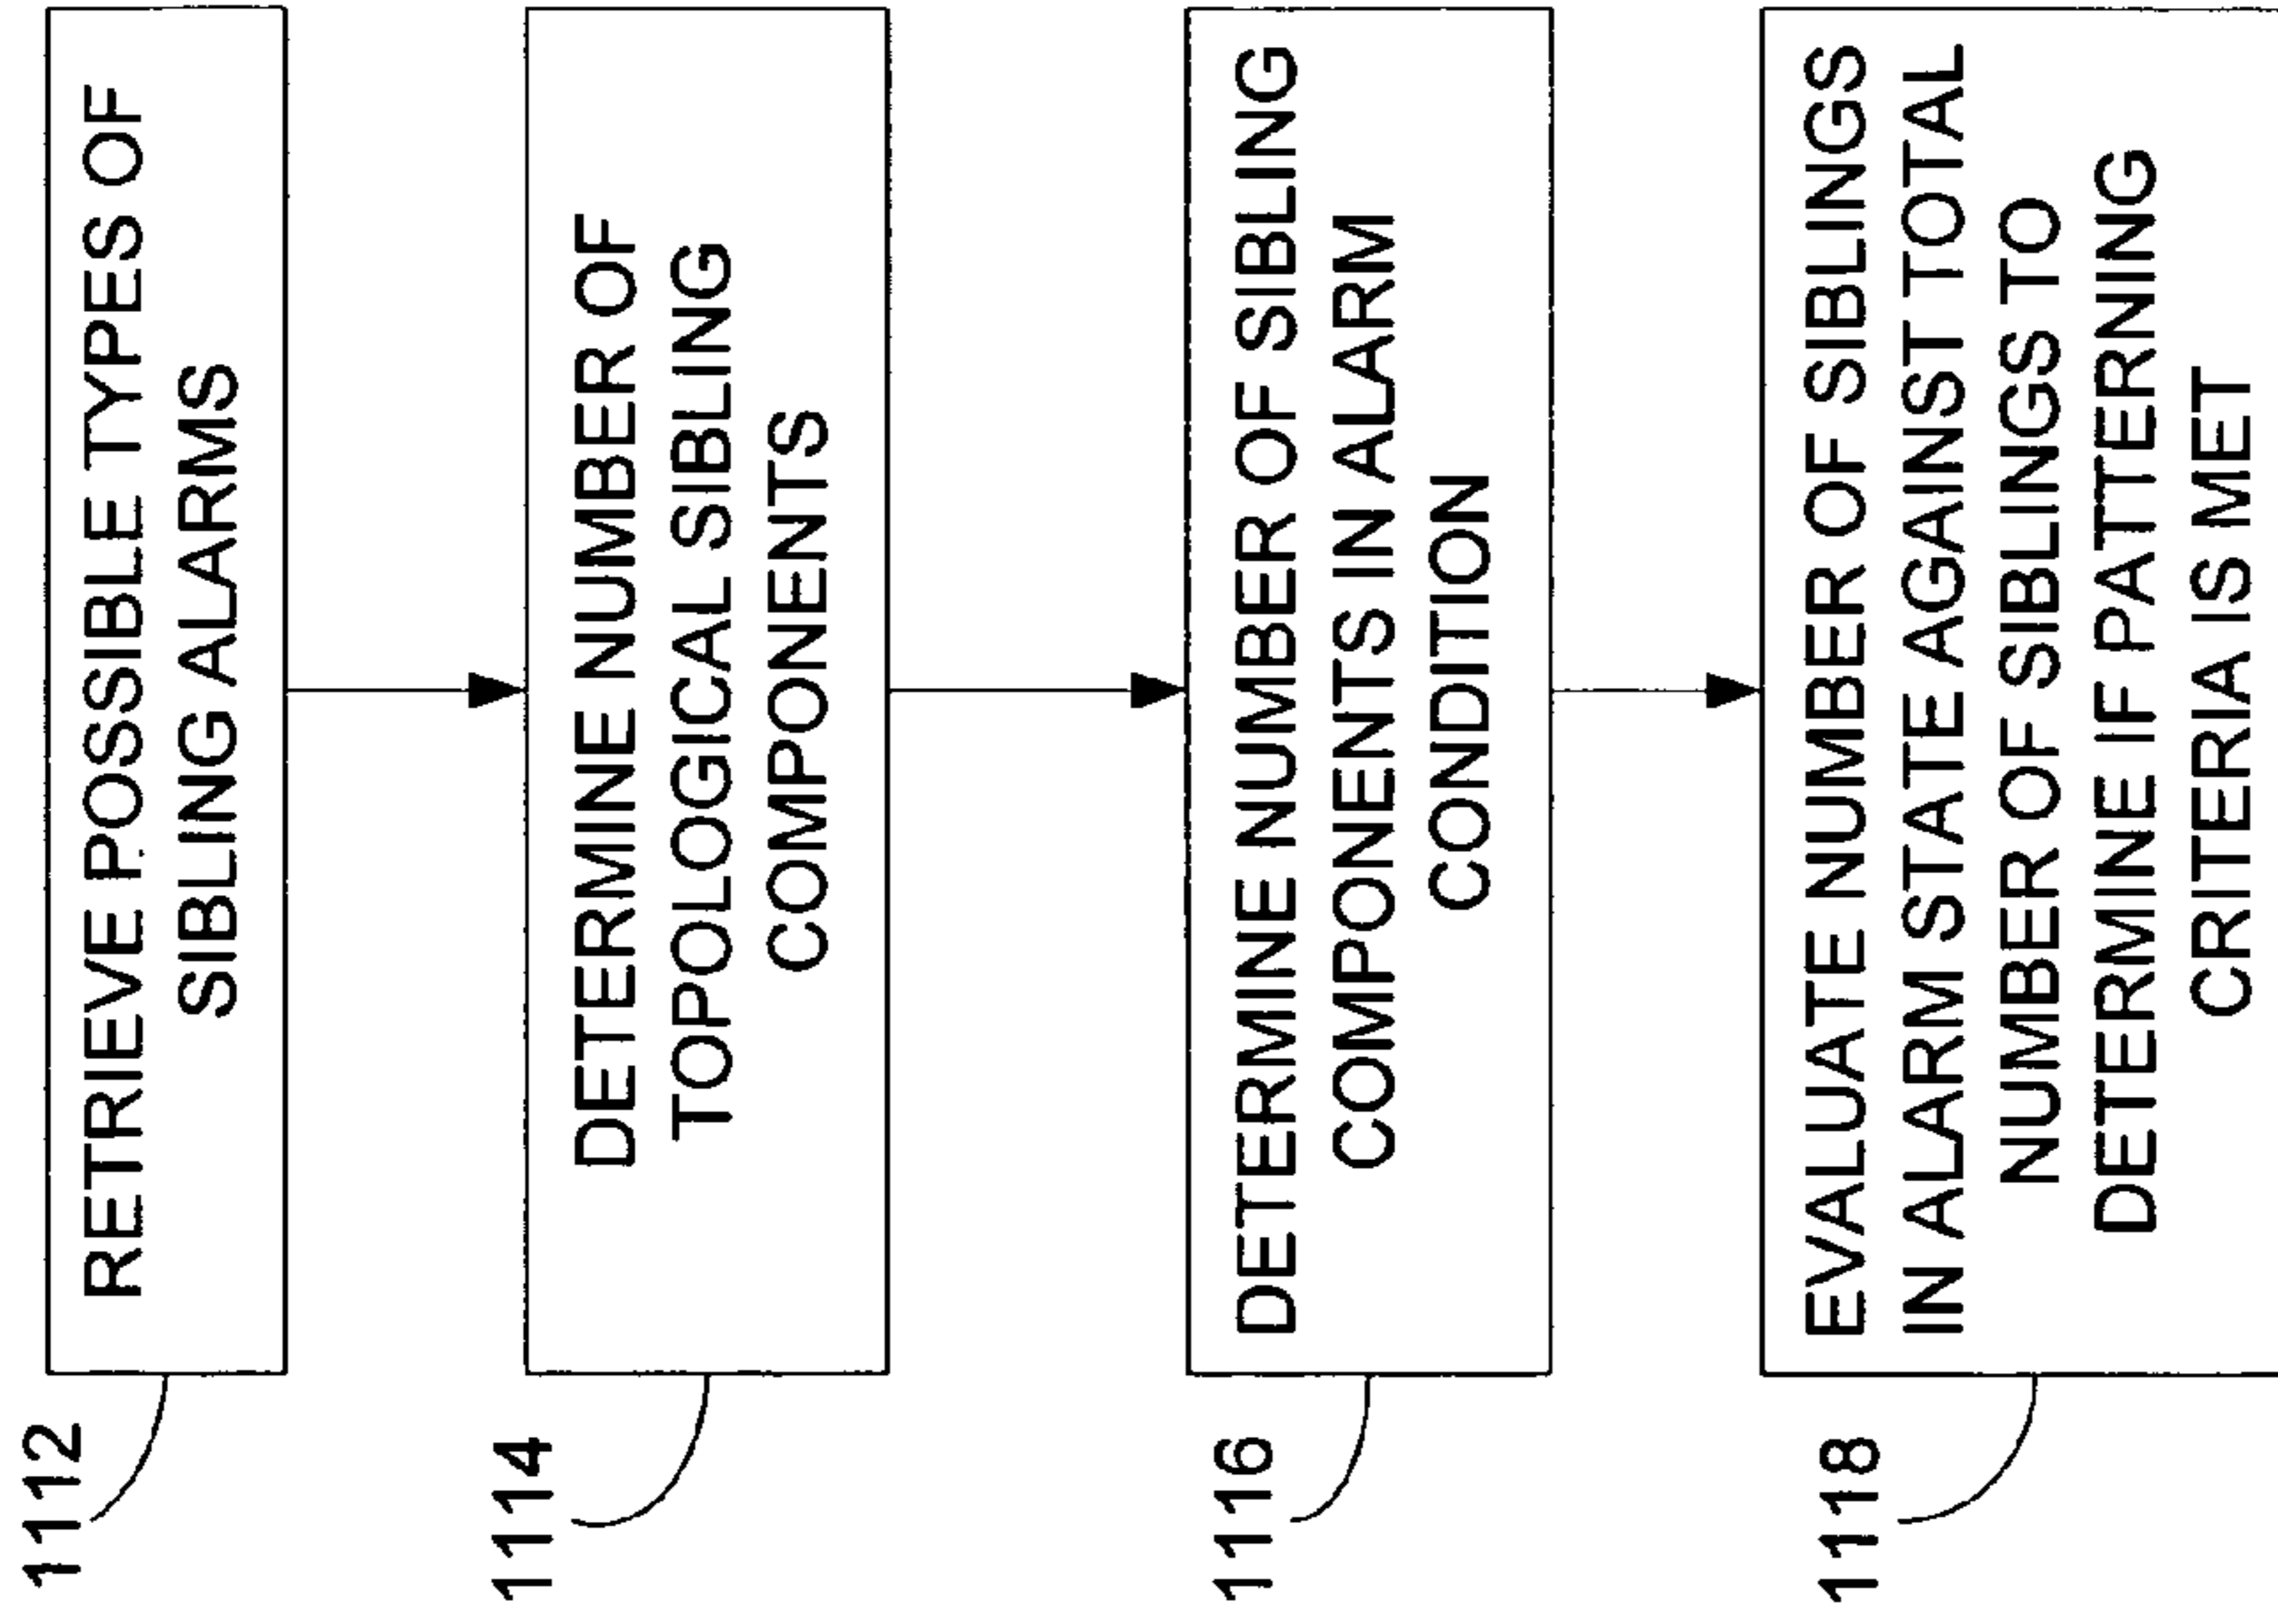 1112
RETRIEVE POSSIBLE TYPES OF
SIBLING ALARMS
1114
DETERMINE NUMBER OF
TOPOLOGICAL SIBLING
COMPONENTS
1116
DETERMINE NUMBER OF SIBLING
COMPONENTS IN ALARM
CONDITION
1118
EVALUATE NUMBER OF SIBLINGS
IN ALARM STATE AGAINST TOTAL
NUMBER OF SIBLINGS TO
DETERMINE IF PATTERNING
CRITERIA IS MET